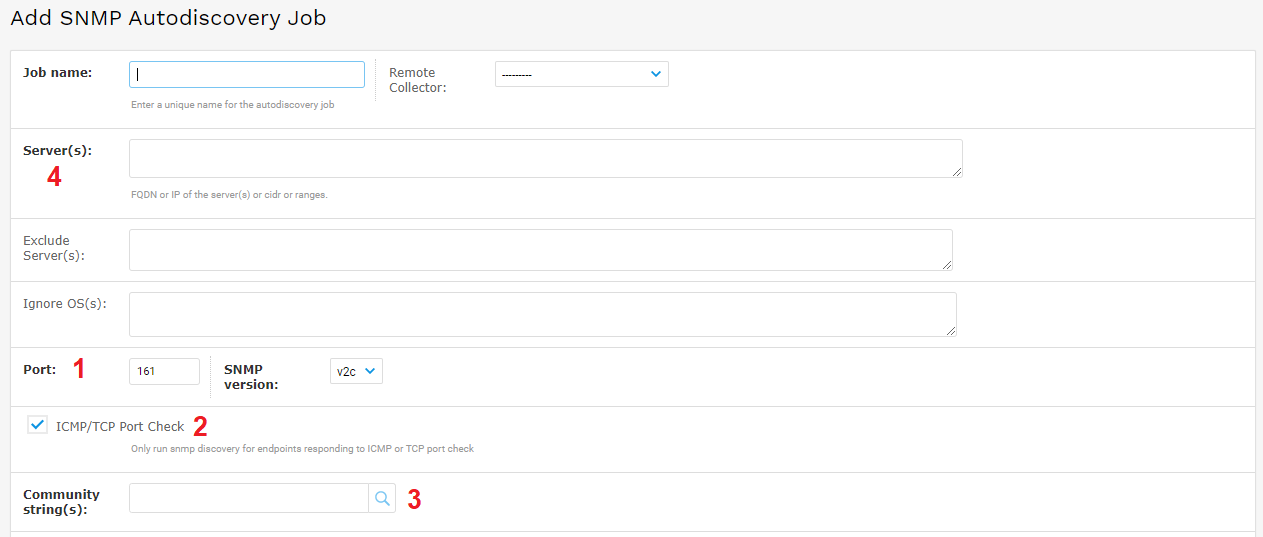 Add SNMP Autodiscovery Job
Job name:
Remote
Collector:
---------
Enter a unique name for the autodiscovery job
Server(s):
4
FQDN or IP of the server(s) or cidr or ranges.
Exclude
Server(s):
Ignore OS(s):
Port: 1 161
SNMP
version:
v2c
ICMP/TCP Port Check 2
Only run snmp discovery for endpoints responding to ICMP or TCP port check
Community
string(s):
3